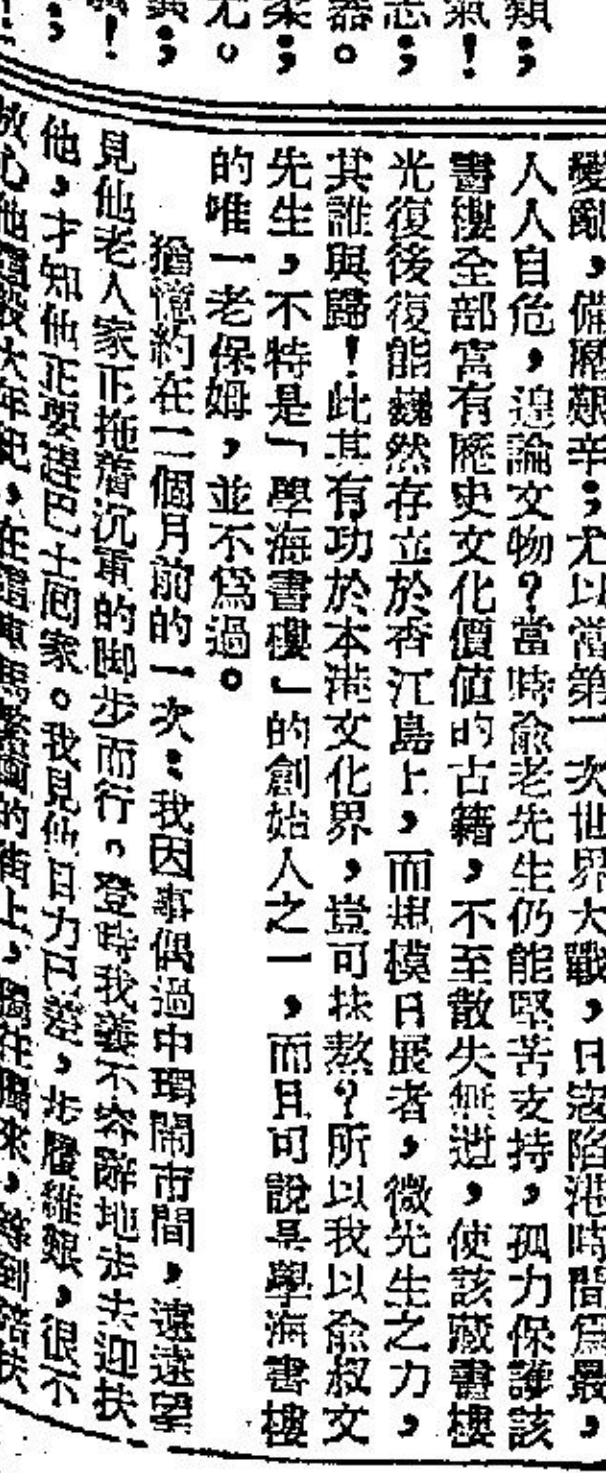 類；
氣！
志；
器。
柔；
尤。
變亂，備歷艱辛；尤以當第一次世界大戰，日寇陷港時間爲最，
人人自危，遑論文物？當時俞老先生仍能堅苦支持，孤力保護該
書樓全部富有歷史文化價值的古籍，不至散失無遺，使該藏書樓
光復後復能巍然存立於香江島上，而規模日展者，微先生之力，
其誰與歸！此其有功於本港文化界，豈可抹煞？所以我以俞叔文
先生，不特是「學海書樓」的創始人之一，而且可說是學海書樓
的唯一老保姆，並不爲過。
猶憶約在二個月前的一次：我因事偶過中環鬧市間，遠遠望
見他老人家正拖着沉重的脚步而行。登時我義不容辭地走去迎扶
他，才知他正要趕巴士回家。我見他目力已差，步履維艱，很不
放心他這般大年紀，在這車馬繁的街上，獨往獨來，